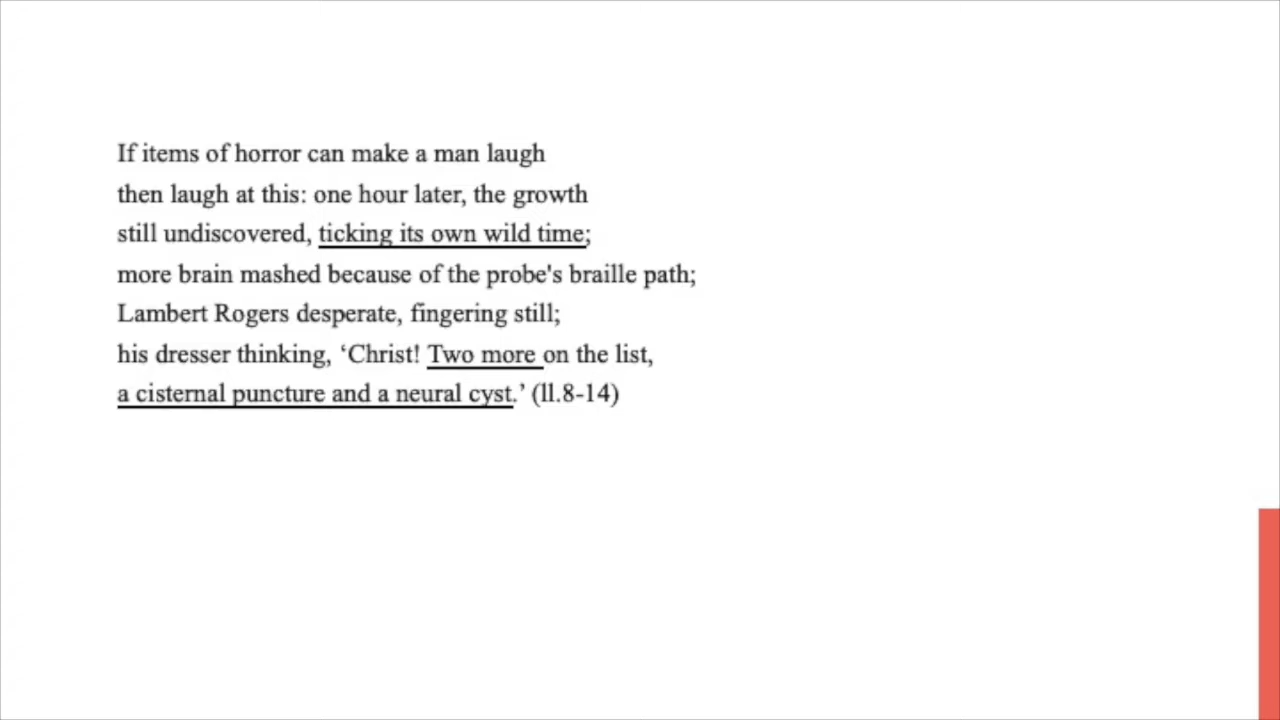 If items of horror can make a man laugh
then laugh at this: one hour later, the growth
still undiscovered, ticking its own wild time;
more brain mashed because of the probe's braille path;
Lambert Rogers desperate, fingering still;
his dresser thinking, ‘Christ! Two more on the list,
a cisternal puncture and a neural cyst.’ (ll.8-14)